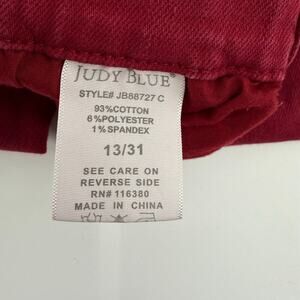 JUDY BLUE®
STYLE# JB88727 C
93%COTTON
6%POLYESTER
1%SPANDEX
13/31
SEE CARE ON
REVERSE SIDE
RN# 116380
MADE IN CHINA